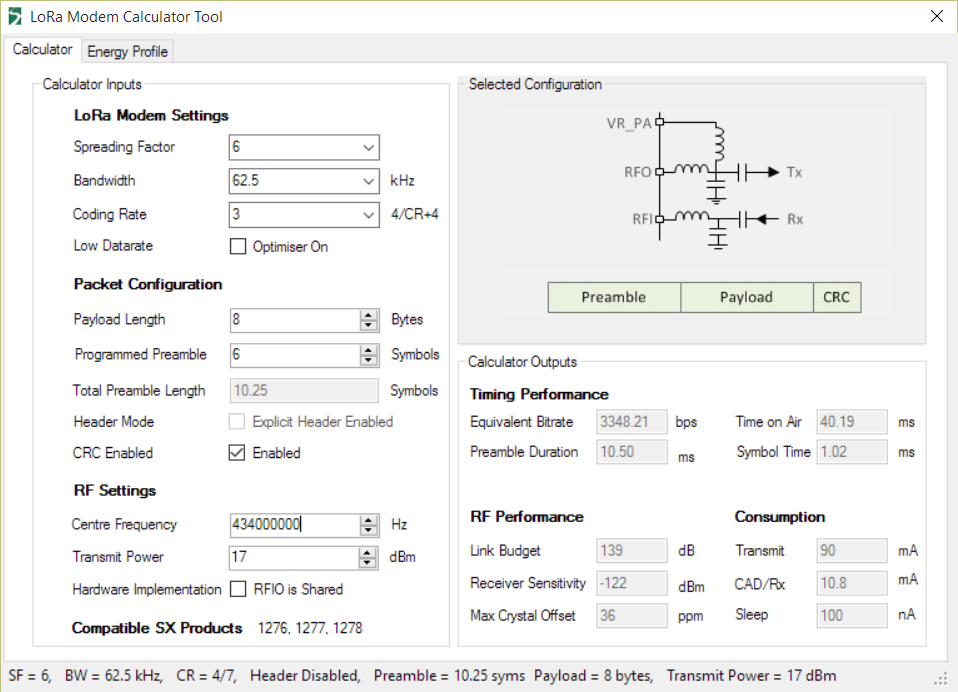 LoRa Modem Calculator Tool
Calculator Energy Profile
Calculator Inputs
LoRa Modem Settings
Spreading Factor 6
Bandwidth 62.5 kHz
Coding Rate 3 4/CR+4
Low Datarate Optimiser On
Packet Configuration
Payload Length 8 Bytes
Programmed Preamble 6 Symbols
Total Preamble Length 10.25 Symbols
Header Mode Explicit Header Enabled
CRC Enabled Enabled
RF Settings
Centre Frequency 434000000 Hz
Transmit Power 17 dBm
Hardware Implementation RFIO is Shared
Compatible SX Products 1276, 1277, 1278
Selected Configuration
VR_PA
RFO Tx
RFI Rx
Preamble Payload CRC
Calculator Outputs
Timing Performance
Equivalent Bitrate 3348.21 bps Time on Air 40.19 ms
Preamble Duration 10.50 ms Symbol Time 1.02 ms
RF Performance Consumption
Link Budget 139 dB Transmit 90 mA
Receiver Sensitivity -122 dBm CAD/Rx 10.8 mA
Max Crystal Offset 36 ppm Sleep 100 nA
SF = 6, BW = 62.5 kHz, CR = 4/7, Header Disabled, Preamble = 10.25 syms Payload = 8 bytes, Transmit Power = 17 dBm